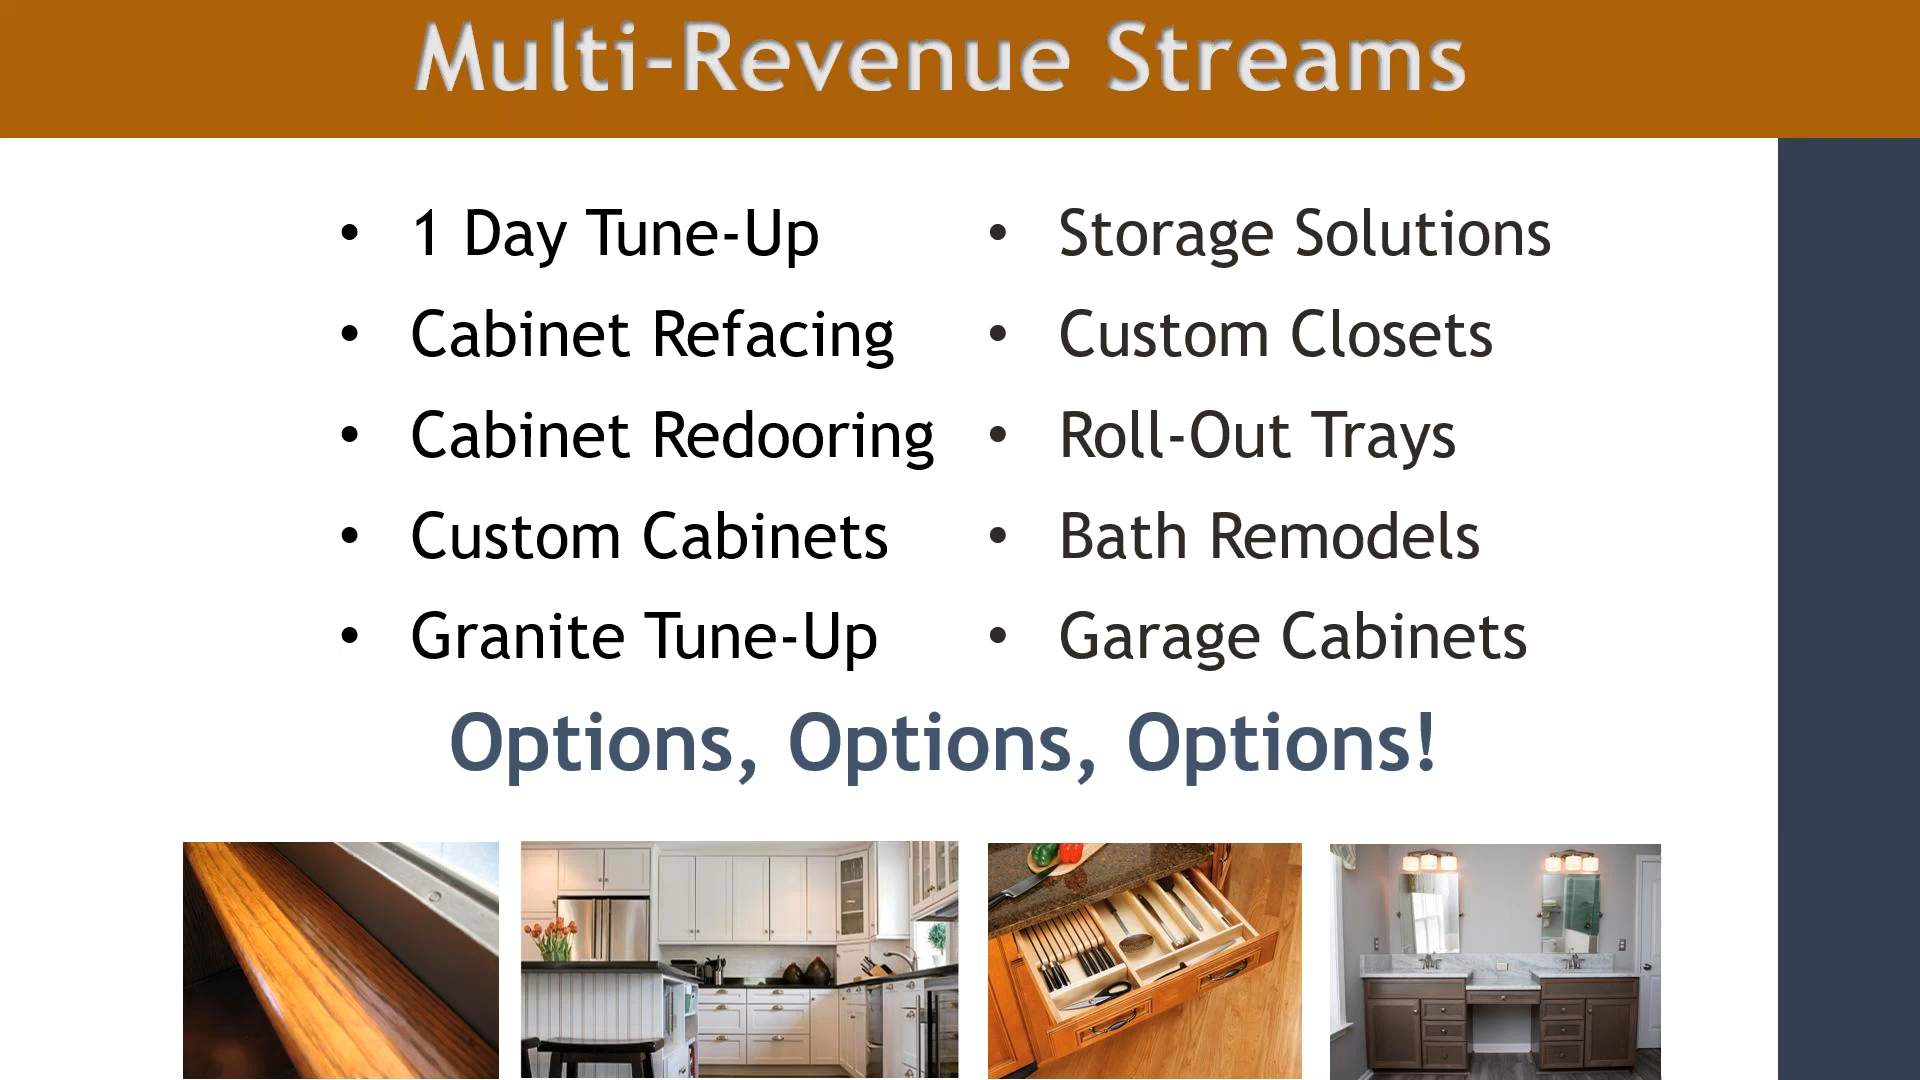 Multi-Revenue Streams
• 1 Day Tune-Up
• Cabinet Refacing
• Cabinet Redooring
• Custom Cabinets
• Granite Tune-Up
• Storage Solutions
• Custom Closets
• Roll-Out Trays
• Bath Remodels
• Garage Cabinets
Options, Options, Options!